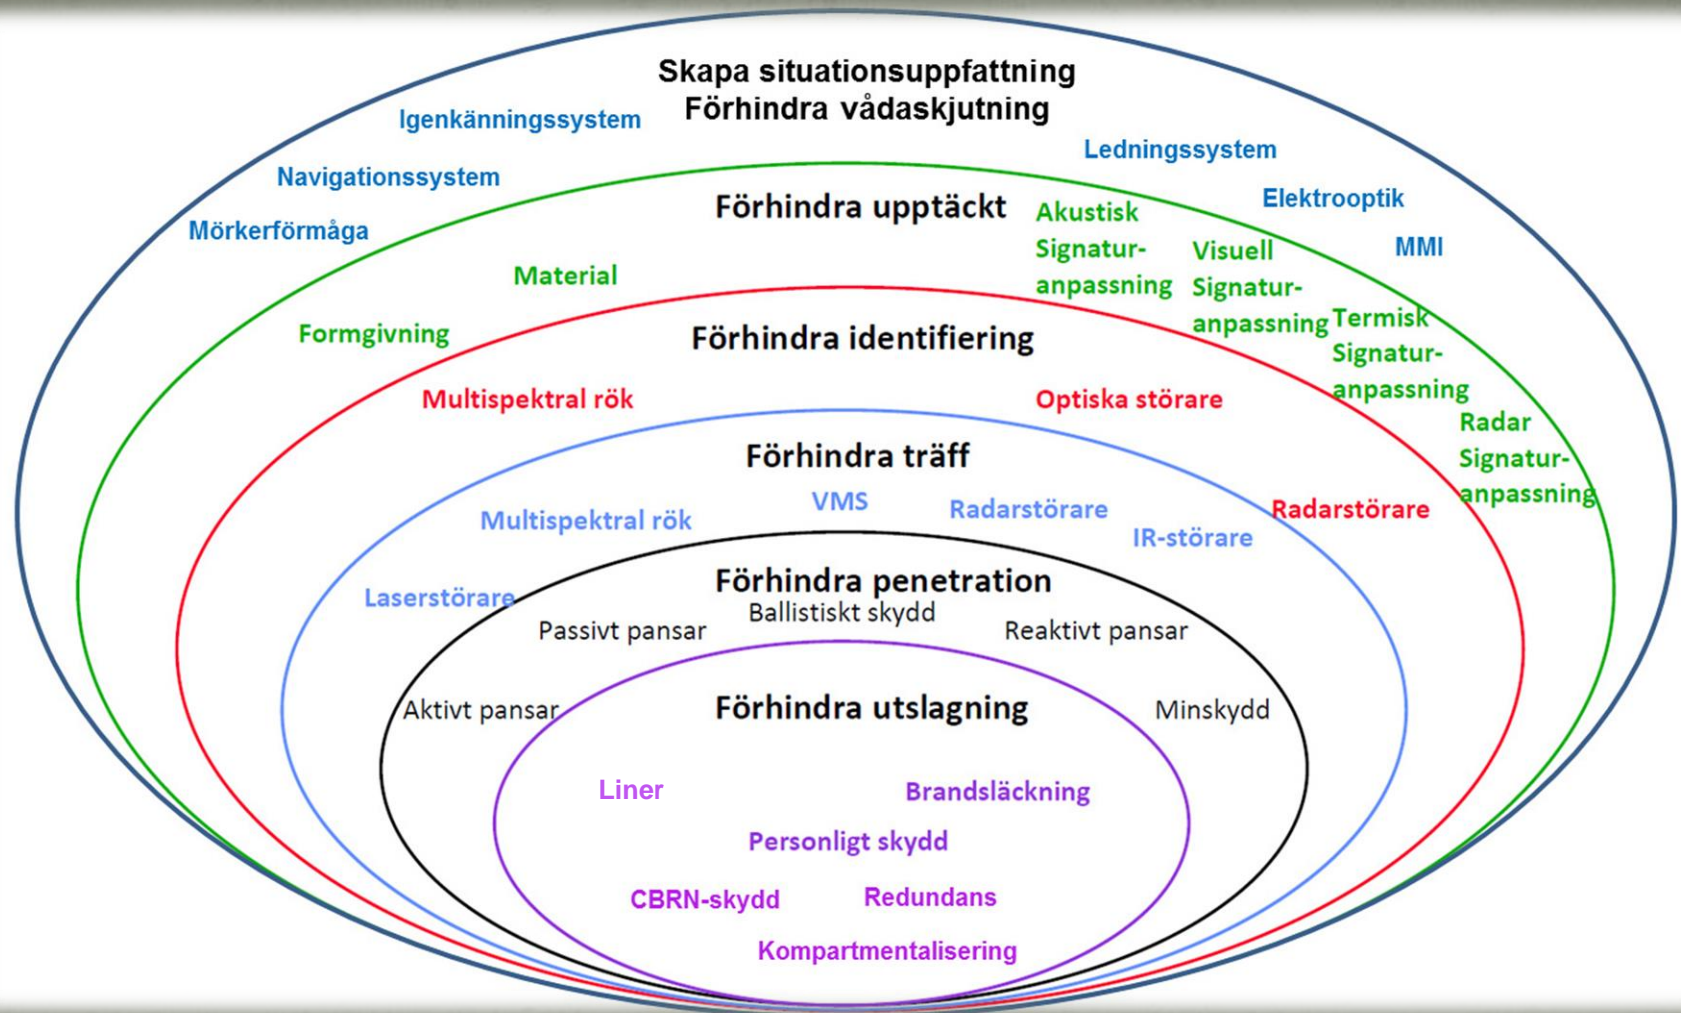 Skapa situationsuppfattning
Förhindra vådaskjutning
Igenkänningssystem
Ledningssystem
Navigationssystem
Elektrooptik
Mörkerförmåga
MMI
Förhindra upptäckt
Akustisk
Signatur-
anpassning
Visuell
Signatur-
anpassning
Termisk
Signatur-
anpassning
Radar
Signatur-
anpassning
Material
Formgivning
Förhindra identifiering
Multispektral rök
Optiska störare
Radarstörare
Förhindra träff
VMS
Multispektral rök
Radarstörare
IR-störare
Laserstörare
Förhindra penetration
Ballistiskt skydd
Passivt pansar
Reaktivt pansar
Aktivt pansar
Minskydd
Förhindra utslagning
Liner
Brandsläckning
Personligt skydd
CBRN-skydd
Redundans
Kompartmentalisering